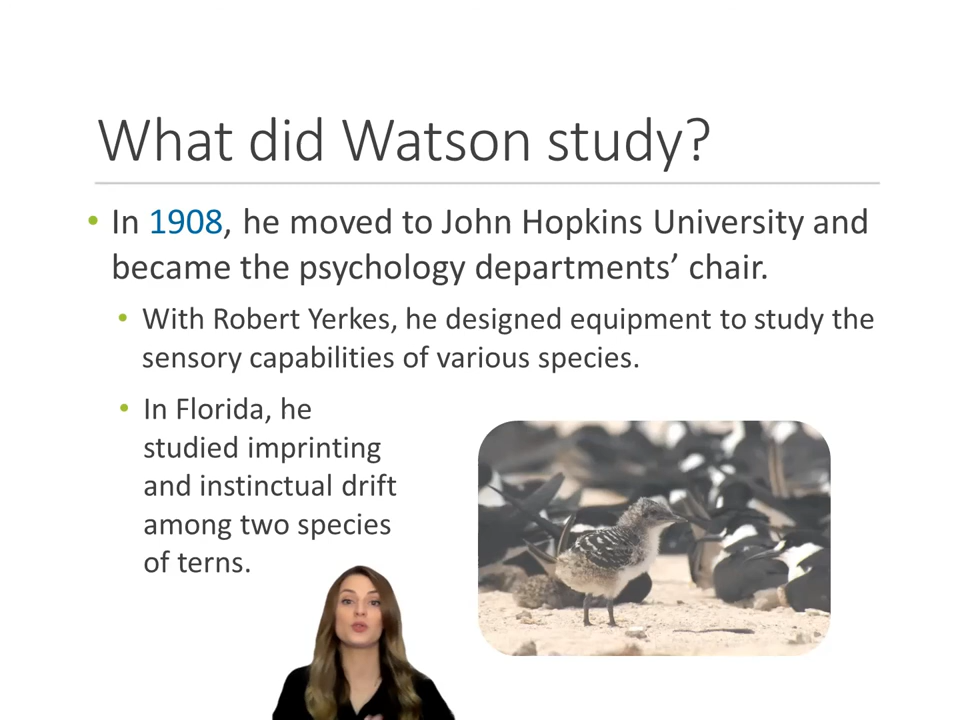 What did Watson study?
• In 1908, he moved to John Hopkins University and
became the psychology departments’ chair.
• With Robert Yerkes, he designed equipment to study the
sensory capabilities of various species.
• In Florida, he
studied imprinting
and instinctual drift
among two species
of terns.